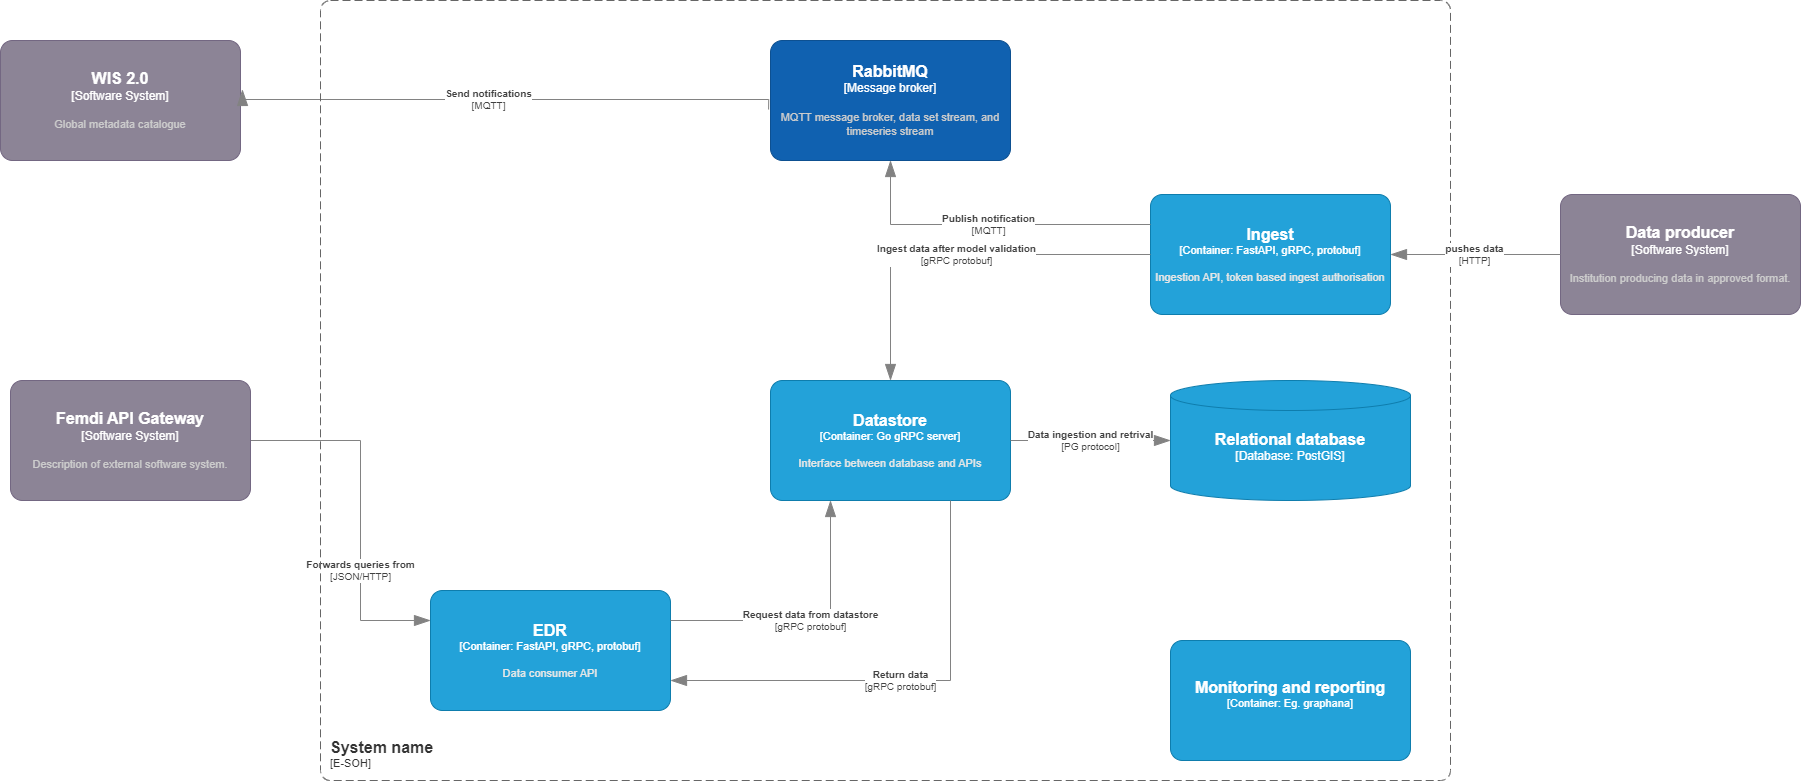 WIS 2.0
[Software System]
Global metadata catalogue
Send notifications
[MQTT]
RabbitMQ
[Message broker]
MQTT message broker, data set stream, and
timeseries stream
Publish notification
[MQTT]
Ingest data after model validation
[gRPC protobuf]
Ingest
[Container: FastAPI, gRPC, protobuf]
Ingestion API, token based ingest authorisation
pushes data
[HTTP]
Data producer
[Software System]
Institution producing data in approved format.
Femdi API Gateway
[Software System]
Description of external software system.
Datastore
[Container: Go gRPC server]
Interface between database and APIs
Data ingestion and retrival
[PG protocol]
Relational database
[Database: PostGIS]
Forwards queries from
[JSON/HTTP]
EDR
[Container: FastAPI, gRPC, protobuf]
Data consumer API
Request data from datastore
[gRPC protobuf]
Return data
[gRPC protobuf]
Monitoring and reporting
[Container: Eg. graphana]
System name
[E-SOH]